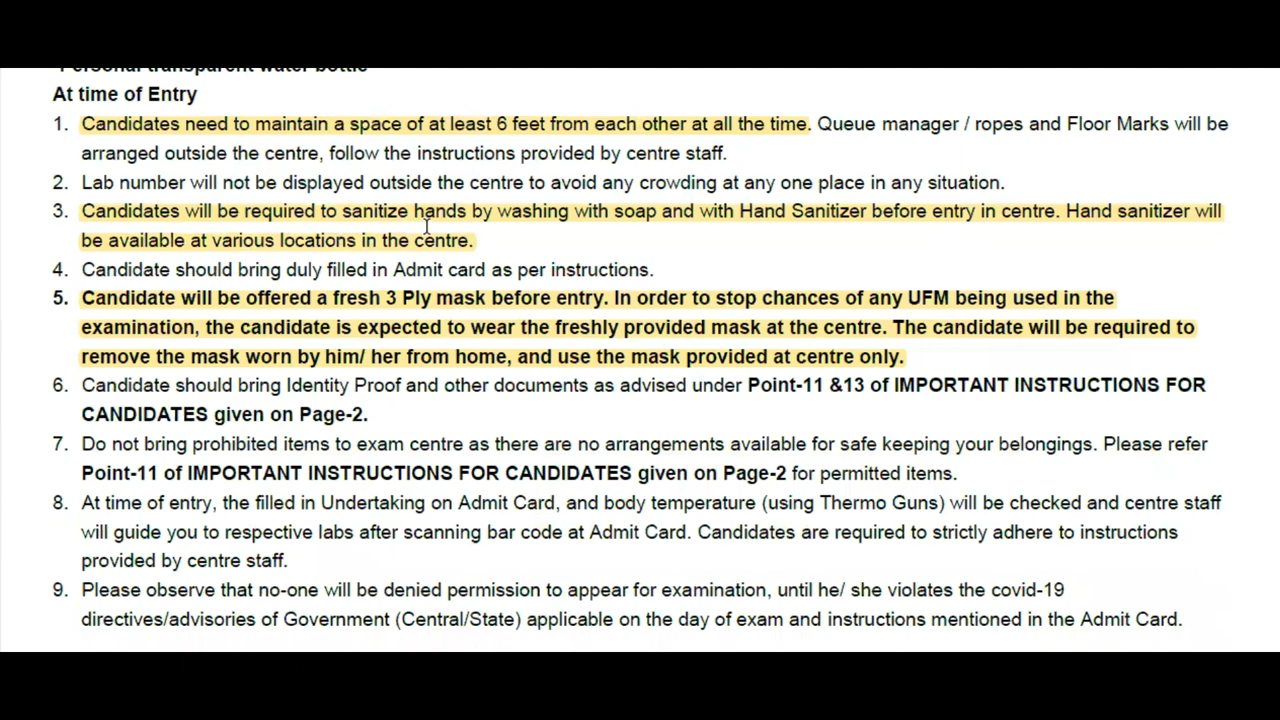 Personal transparent water bottle
At time of Entry
1. Candidates need to maintain a space of at least 6 feet from each other at all the time. Queue manager / ropes and Floor Marks will be
arranged outside the centre, follow the instructions provided by centre staff.
2. Lab number will not be displayed outside the centre to avoid any crowding at any one place in any situation.
3. Candidates will be required to sanitize hands by washing with soap and with Hand Sanitizer before entry in centre. Hand sanitizer will
be available at various locations in the centre.
4. Candidate should bring duly filled in Admit card as per instructions.
5. Candidate will be offered a fresh 3 Ply mask before entry. In order to stop chances of any UFM being used in the
examination, the candidate is expected to wear the freshly provided mask at the centre. The candidate will be required to
remove the mask worn by him/ her from home, and use the mask provided at centre only.
6. Candidate should bring Identity Proof and other documents as advised under Point-11 &13 of IMPORTANT INSTRUCTIONS FOR
CANDIDATES given on Page-2.
7. Do not bring prohibited items to exam centre as there are no arrangements available for safe keeping your belongings. Please refer
Point-11 of IMPORTANT INSTRUCTIONS FOR CANDIDATES given on Page-2 for permitted items.
8. At time of entry, the filled in Undertaking on Admit Card, and body temperature (using Thermo Guns) will be checked and centre staff
will guide you to respective labs after scanning bar code at Admit Card. Candidates are required to strictly adhere to instructions
provided by centre staff.
9. Please observe that no-one will be denied permission to appear for examination, until he/ she violates the covid-19
directives/advisories of Government (Central/State) applicable on the day of exam and instructions mentioned in the Admit Card.